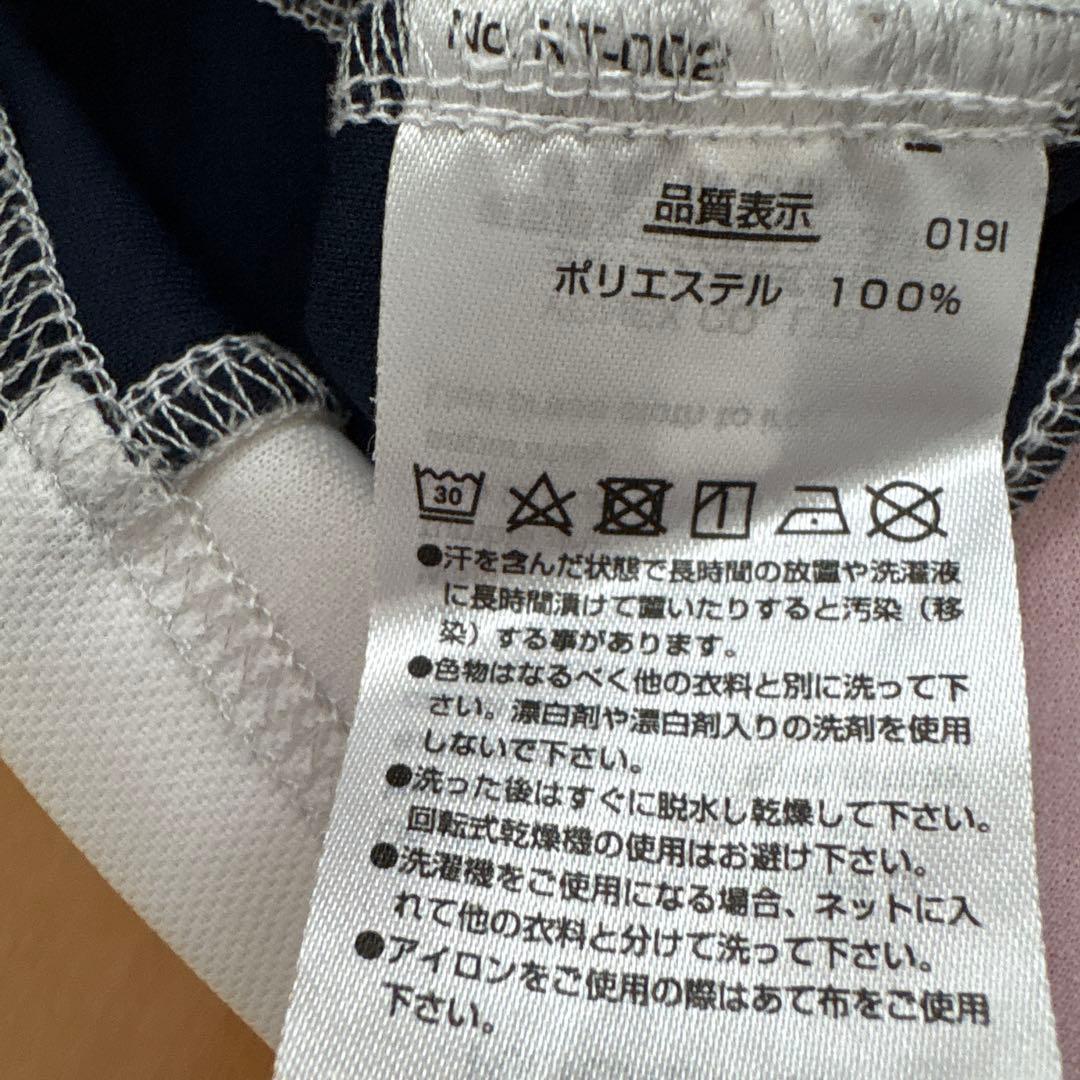 No. NT-002
品質表示
019I
ポリエステル 100%
30
●汗を含んだ状態で長時間の放置や洗濯液
に長時間漬けて置いたりすると汚染（移
染）する事があります。
●色物はなるべく他の衣料と別に洗って下
さい。漂白剤や漂白剤入りの洗剤を使用
しないで下さい。
●洗った後はすぐに脱水し乾燥して下さい。
回転式乾燥機の使用はお避け下さい。
●洗濯機をご使用になる場合、ネットに入
れて他の衣料と分けて洗って下さい。
●アイロンをご使用の際はあて布をご使用
下さい。